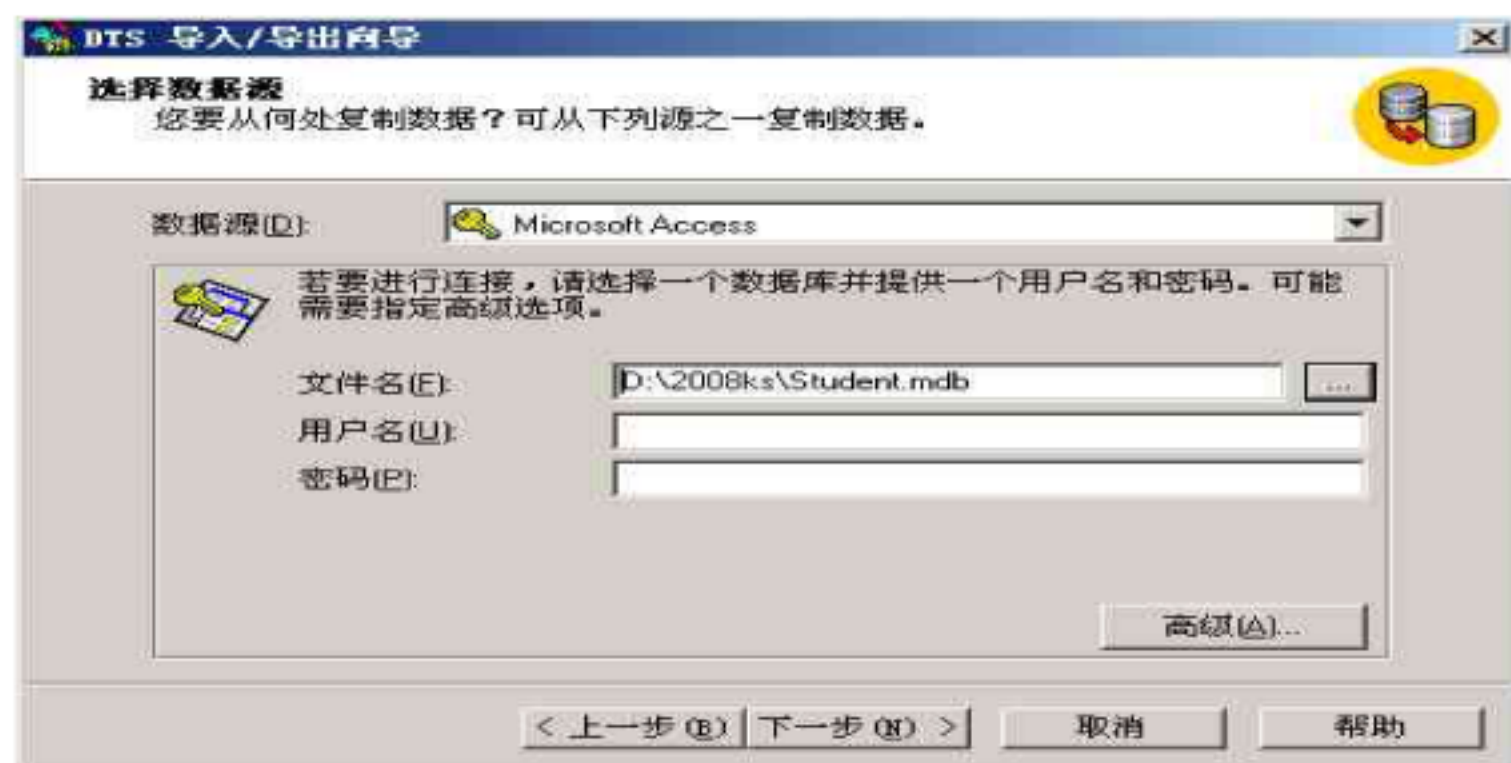 DTS 导入/导出向导
选择数据源
您要从何处复制数据?可从下列源之一复制数据。
数据源(D):
Microsoft Access
若要进行连接,请选择一个数据库并提供一个用户名和密码。可能
需要指定高级选项。
文件名(F):
D:\2008ks\Student.mdb
...
用户名(U):
密码(P):
高级(A)...
< 上一步(B)
下一步(N) >
取消
帮助